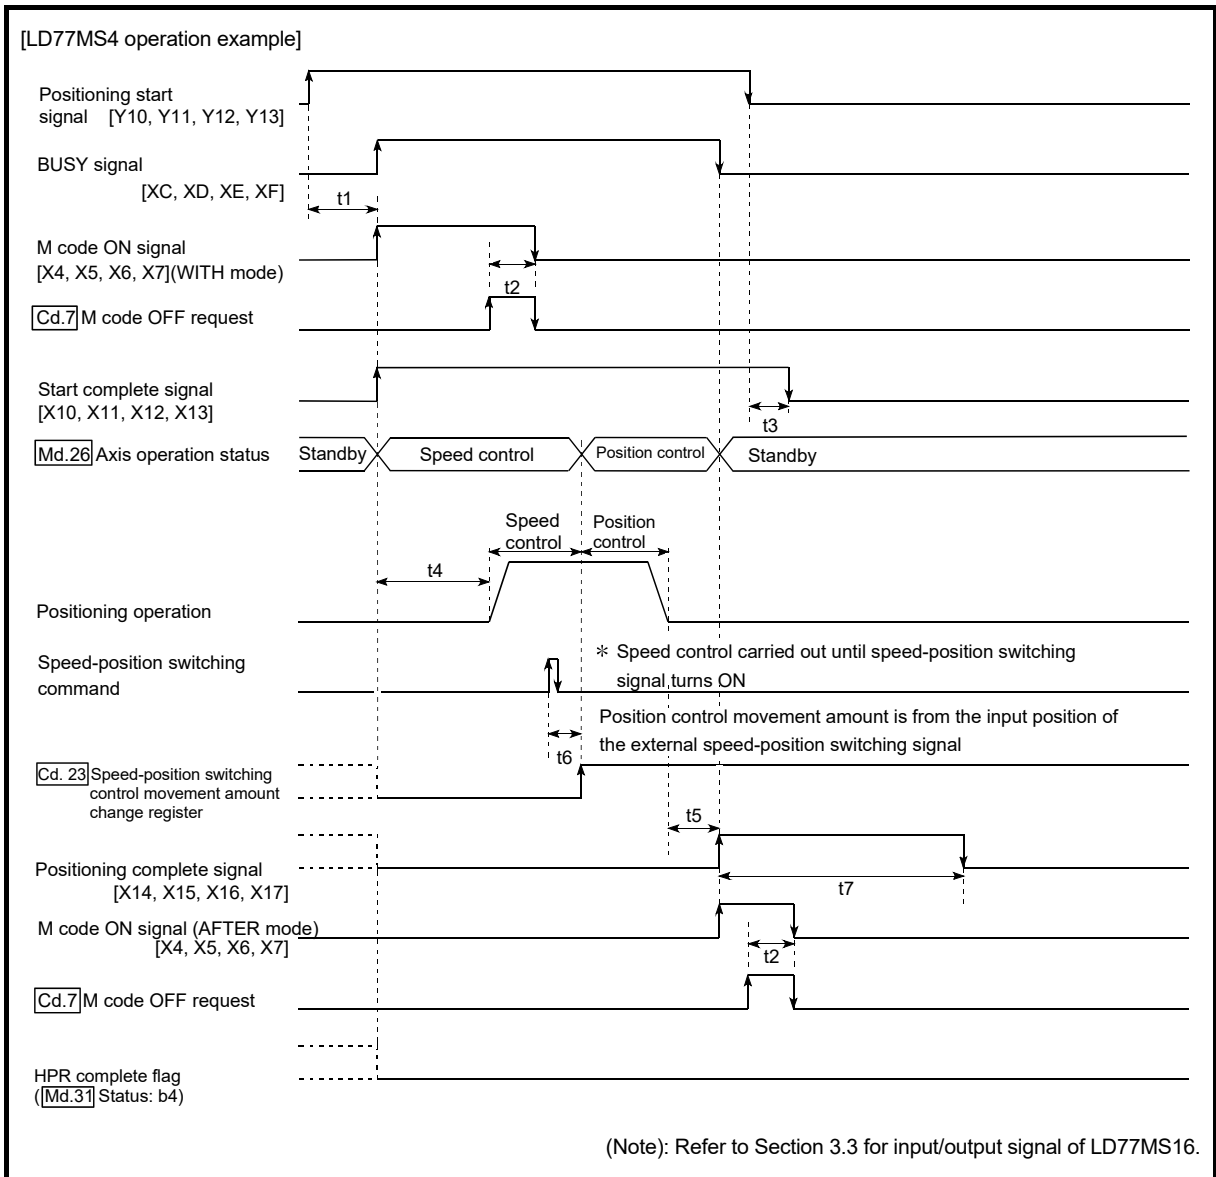 [LD77MS4 operation example]
Positioning start
signal [Y10, Y11, Y12, Y13]
BUSY signal
[XC, XD, XE, XF]
t1
M code ON signal
[X4, X5, X6, X7](WITH mode)
t2
Cd.7 M code OFF request
Start complete signal
[X10, X11, X12, X13]
t3
Md.26 Axis operation status
Standby
Speed control
Position control
Standby
Speed
control
Position
control
t4
Positioning operation
Speed-position switching
command
* Speed control carried out until speed-position switching
signal turns ON
Position control movement amount is from the input position of
the external speed-position switching signal
t6
Cd. 23 Speed-position switching
control movement amount
change register
t5
Positioning complete signal
[X14, X15, X16, X17]
t7
M code ON signal (AFTER mode)
[X4, X5, X6, X7]
t2
Cd.7 M code OFF request
HPR complete flag
(Md.31 Status: b4)
(Note): Refer to Section 3.3 for input/output signal of LD77MS16.